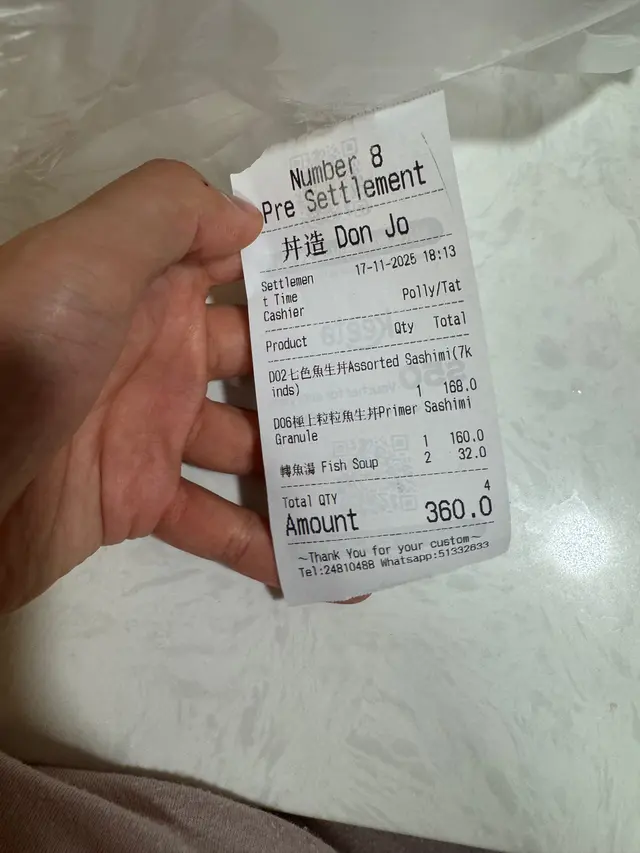 Number 8
Pre Settlement
丼造 Don Jo
Settlemen 17-11-2025 18:13
t Time
Cashier Polly/Tat
Product Qty Total
D02七色魚生丼Assorted Sashimi(7k
inds) 1 168.0
D06極上粒粒魚生丼Primer Sashimi
Granule 1 160.0
轉魚湯 Fish Soup 2 32.0
Total QTY 4
Amount 360.0
~Thank You for your custom~
Tel:24810488 Whatsapp:51332633